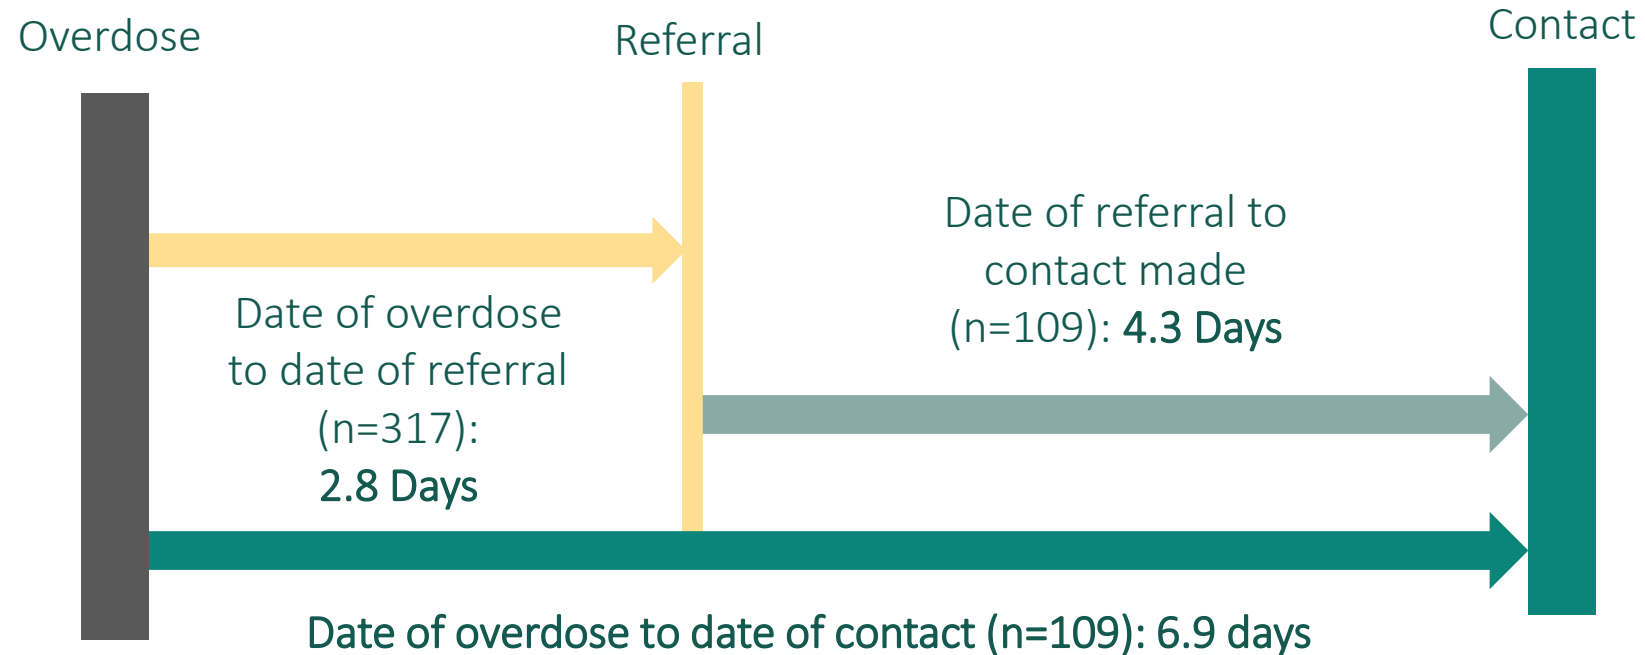 Overdose
Referral
Contact
Date of overdose
to date of referral
(n=317):
2.8 Days
Date of referral to
contact made
(n=109): 4.3 Days
Date of overdose to date of contact (n=109): 6.9 days